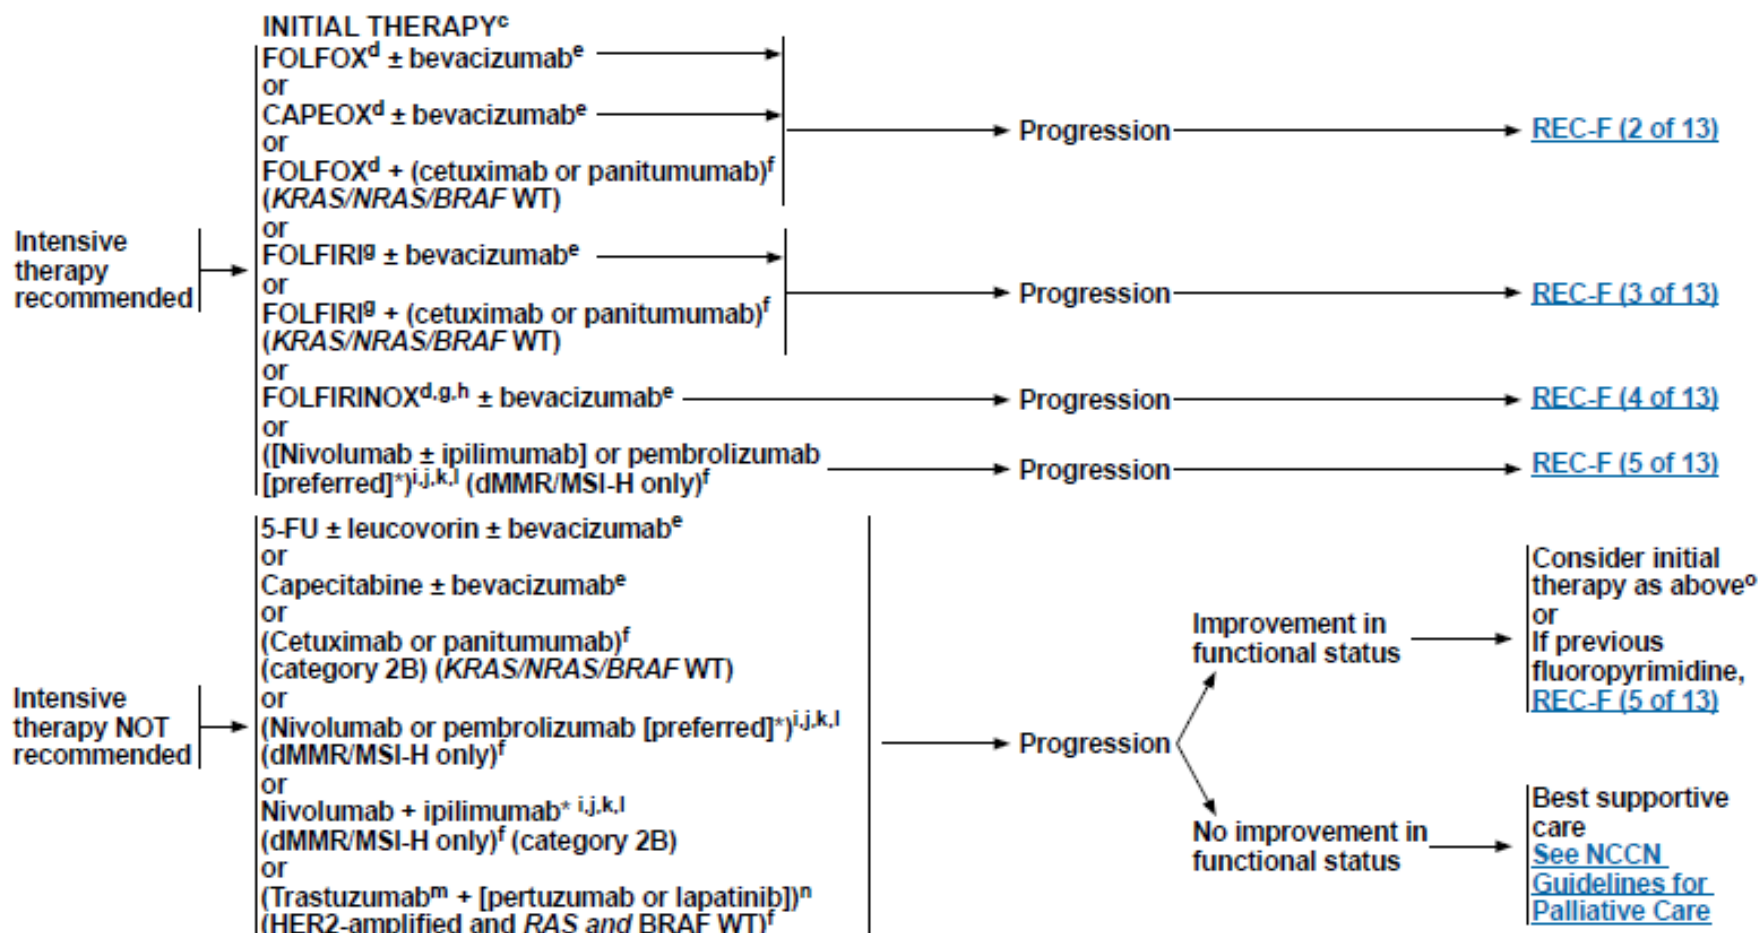 INITIAL THERAPYᶜ
FOLFOXᵈ ± bevacizumabᵉ
or
CAPEOXᵈ ± bevacizumabᵉ
or
FOLFOXᵈ + (cetuximab or panitumumab)ᶠ
(KRAS/NRAS/BRAF WT)
or
FOLFIRIᵍ ± bevacizumabᵉ
or
FOLFIRIᵍ + (cetuximab or panitumumab)ᶠ
(KRAS/NRAS/BRAF WT)
or
FOLFIRINOXᵈ,ᵍ,ʰ ± bevacizumabᵉ
or
([Nivolumab ± ipilimumab] or pembrolizumab
[preferred]*)ⁱ,ʲ,ᵏ,ˡ (dMMR/MSI-H only)ᶠ
Intensive
therapy
recommended
Progression
REC-F (2 of 13)
Progression
REC-F (3 of 13)
Progression
REC-F (4 of 13)
Progression
REC-F (5 of 13)
Intensive
therapy NOT
recommended
5-FU ± leucovorin ± bevacizumabᵉ
or
Capecitabine ± bevacizumabᵉ
or
(Cetuximab or panitumumab)ᶠ
(category 2B) (KRAS/NRAS/BRAF WT)
or
(Nivolumab or pembrolizumab [preferred]*)ⁱ,ʲ,ᵏ,ˡ
(dMMR/MSI-H only)ᶠ
or
Nivolumab + ipilimumab* ⁱ,ʲ,ᵏ,ˡ
(dMMR/MSI-H only)ᶠ (category 2B)
or
(Trastuzumabᵐ + [pertuzumab or lapatinib])ⁿ
(HER2-amplified and RAS and BRAF WT)ᶠ
Progression
Improvement in
functional status
Consider initial
therapy as aboveᵒ
or
If previous
fluoropyrimidine,
REC-F (5 of 13)
No improvement in
functional status
Best supportive
care
See NCCN
Guidelines for
Palliative Care